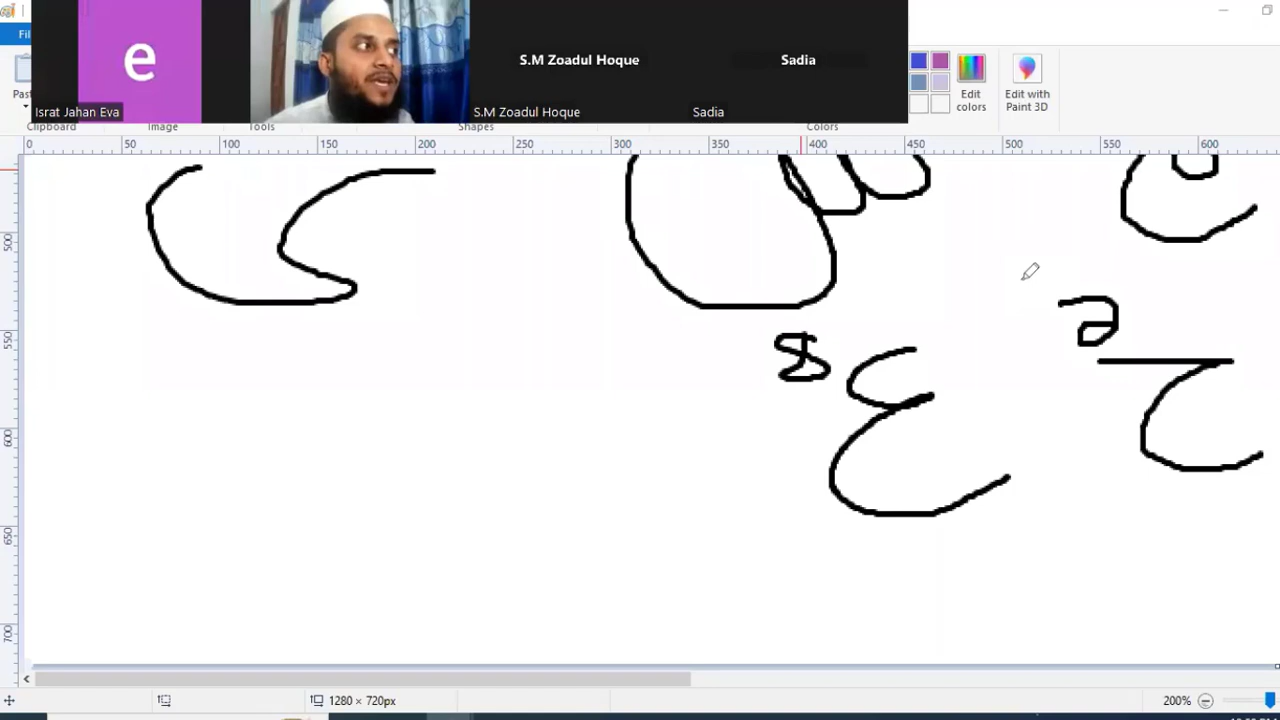 e
S.M Zoadul Hoque
Sadia
Israt Jahan Eva
S.M Zoadul Hoque
Sadia
Edit colors
Edit with Paint 3D
Clipboard
Image
Tools
Shapes
Colors
0 50 100 150 200 250 300 350 400 450 500 550 600
500
550
600
650
700
ى
ع
ح
1280 × 720px
200%